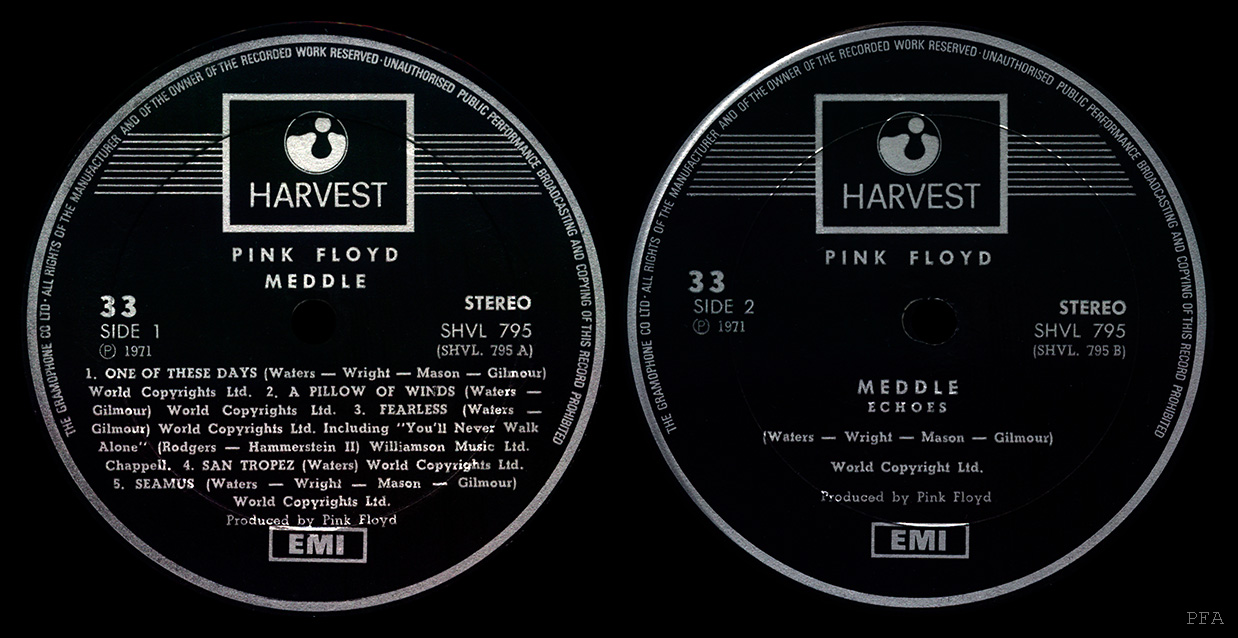 THE GRAMOPHONE CO LTD · ALL RIGHTS OF THE MANUFACTURER AND OF THE OWNER OF THE RECORDED WORK RESERVED · UNAUTHORISED PUBLIC PERFORMANCE BROADCASTING AND COPYING OF THIS RECORD PROHIBITED
HARVEST
PINK FLOYD
MEDDLE
33
SIDE 1
Ⓟ 1971
STEREO
SHVL 795
(SHVL. 795 A)
1. ONE OF THESE DAYS (Waters — Wright — Mason — Gilmour)
World Copyrights Ltd. 2. A PILLOW OF WINDS (Waters —
Gilmour) World Copyrights Ltd. 3. FEARLESS (Waters —
Gilmour) World Copyrights Ltd. Including "You'll Never Walk
Alone" (Rodgers — Hammerstein II) Williamson Music Ltd.
Chappell. 4. SAN TROPEZ (Waters) World Copyrights Ltd.
5. SEAMUS (Waters — Wright — Mason — Gilmour)
World Copyrights Ltd.
Produced by Pink Floyd
EMI
THE GRAMOPHONE CO LTD · ALL RIGHTS OF THE MANUFACTURER AND OF THE OWNER OF THE RECORDED WORK RESERVED · UNAUTHORISED PUBLIC PERFORMANCE BROADCASTING AND COPYING OF THIS RECORD PROHIBITED
HARVEST
PINK FLOYD
33
SIDE 2
Ⓟ 1971
STEREO
SHVL 795
(SHVL. 795 B)
MEDDLE
ECHOES
(Waters — Wright — Mason — Gilmour)
World Copyright Ltd.
Produced by Pink Floyd
EMI
PFA